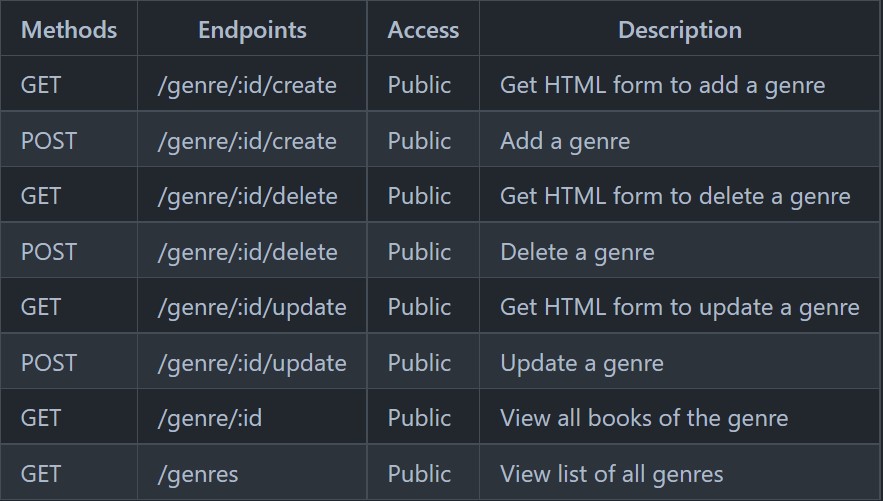 Methods Endpoints Access Description
GET /genre/:id/create Public Get HTML form to add a genre
POST /genre/:id/create Public Add a genre
GET /genre/:id/delete Public Get HTML form to delete a genre
POST /genre/:id/delete Public Delete a genre
GET /genre/:id/update Public Get HTML form to update a genre
POST /genre/:id/update Public Update a genre
GET /genre/:id Public View all books of the genre
GET /genres Public View list of all genres